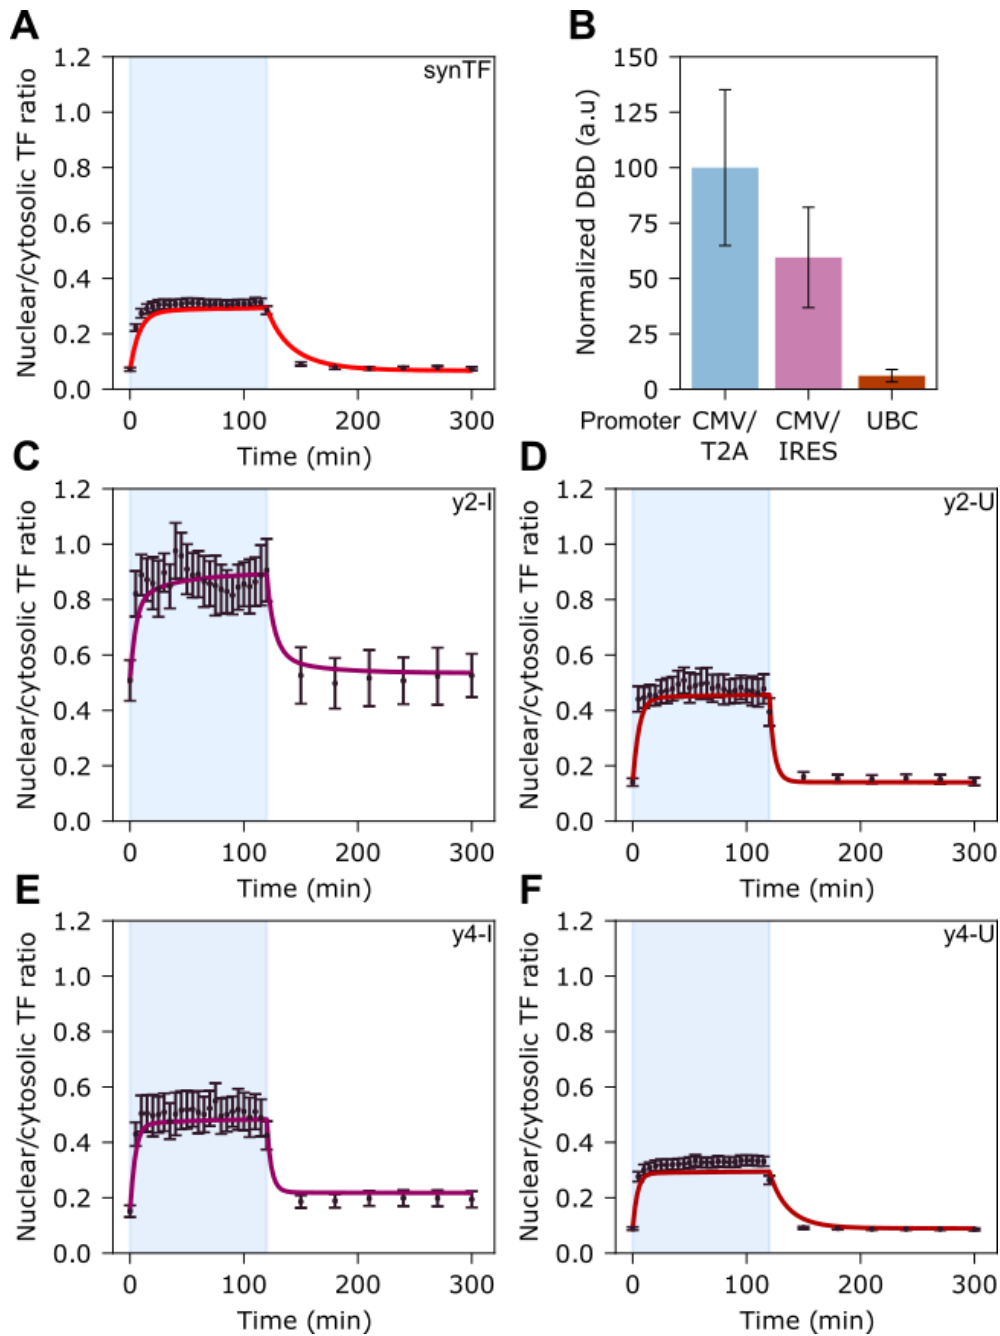 A
Nuclear/cytosolic TF ratio
1.2
1.0
0.8
0.6
0.4
0.2
0.0
synTF
0
100
200
300
Time (min)
B
Normalized DBD (a.u)
150
125
100
75
50
25
0
Promoter CMV/ CMV/ UBC
T2A IRES
C
Nuclear/cytosolic TF ratio
1.2
1.0
0.8
0.6
0.4
0.2
0.0
y2-I
0
100
200
300
Time (min)
D
Nuclear/cytosolic TF ratio
1.2
1.0
0.8
0.6
0.4
0.2
0.0
y2-U
0
100
200
300
Time (min)
E
Nuclear/cytosolic TF ratio
1.2
1.0
0.8
0.6
0.4
0.2
0.0
y4-I
0
100
200
300
Time (min)
F
Nuclear/cytosolic TF ratio
1.2
1.0
0.8
0.6
0.4
0.2
0.0
y4-U
0
100
200
300
Time (min)